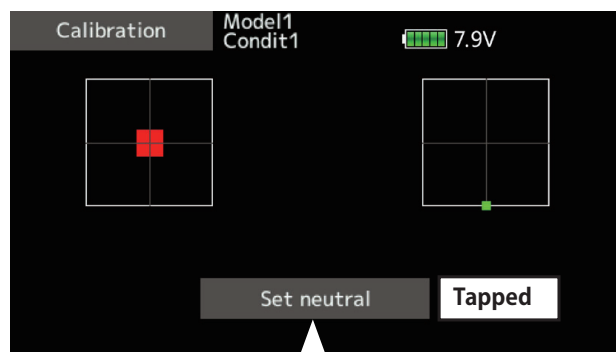 Calibration
Model1
Condit1
7.9V
Set neutral
Tapped